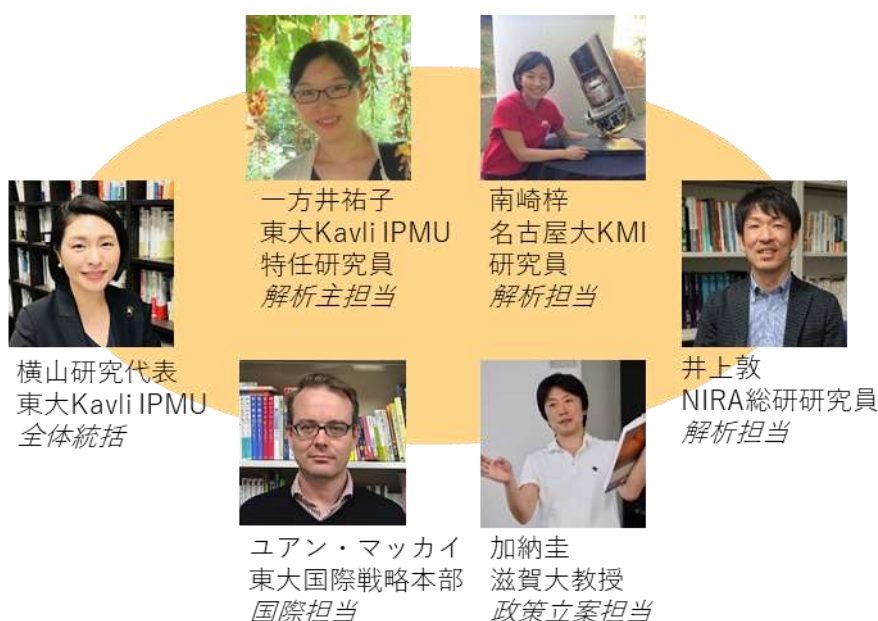 一方井祐子
東大Kavli IPMU
特任研究員
解析主担当
南崎梓
名古屋大KMI
研究員
解析担当
横山研究代表
東大Kavli IPMU
全体統括
井上敦
NIRA総研研究員
解析担当
ユアン・マッカイ
東大国際戦略本部
国際担当
加納圭
滋賀大教授
政策立案担当